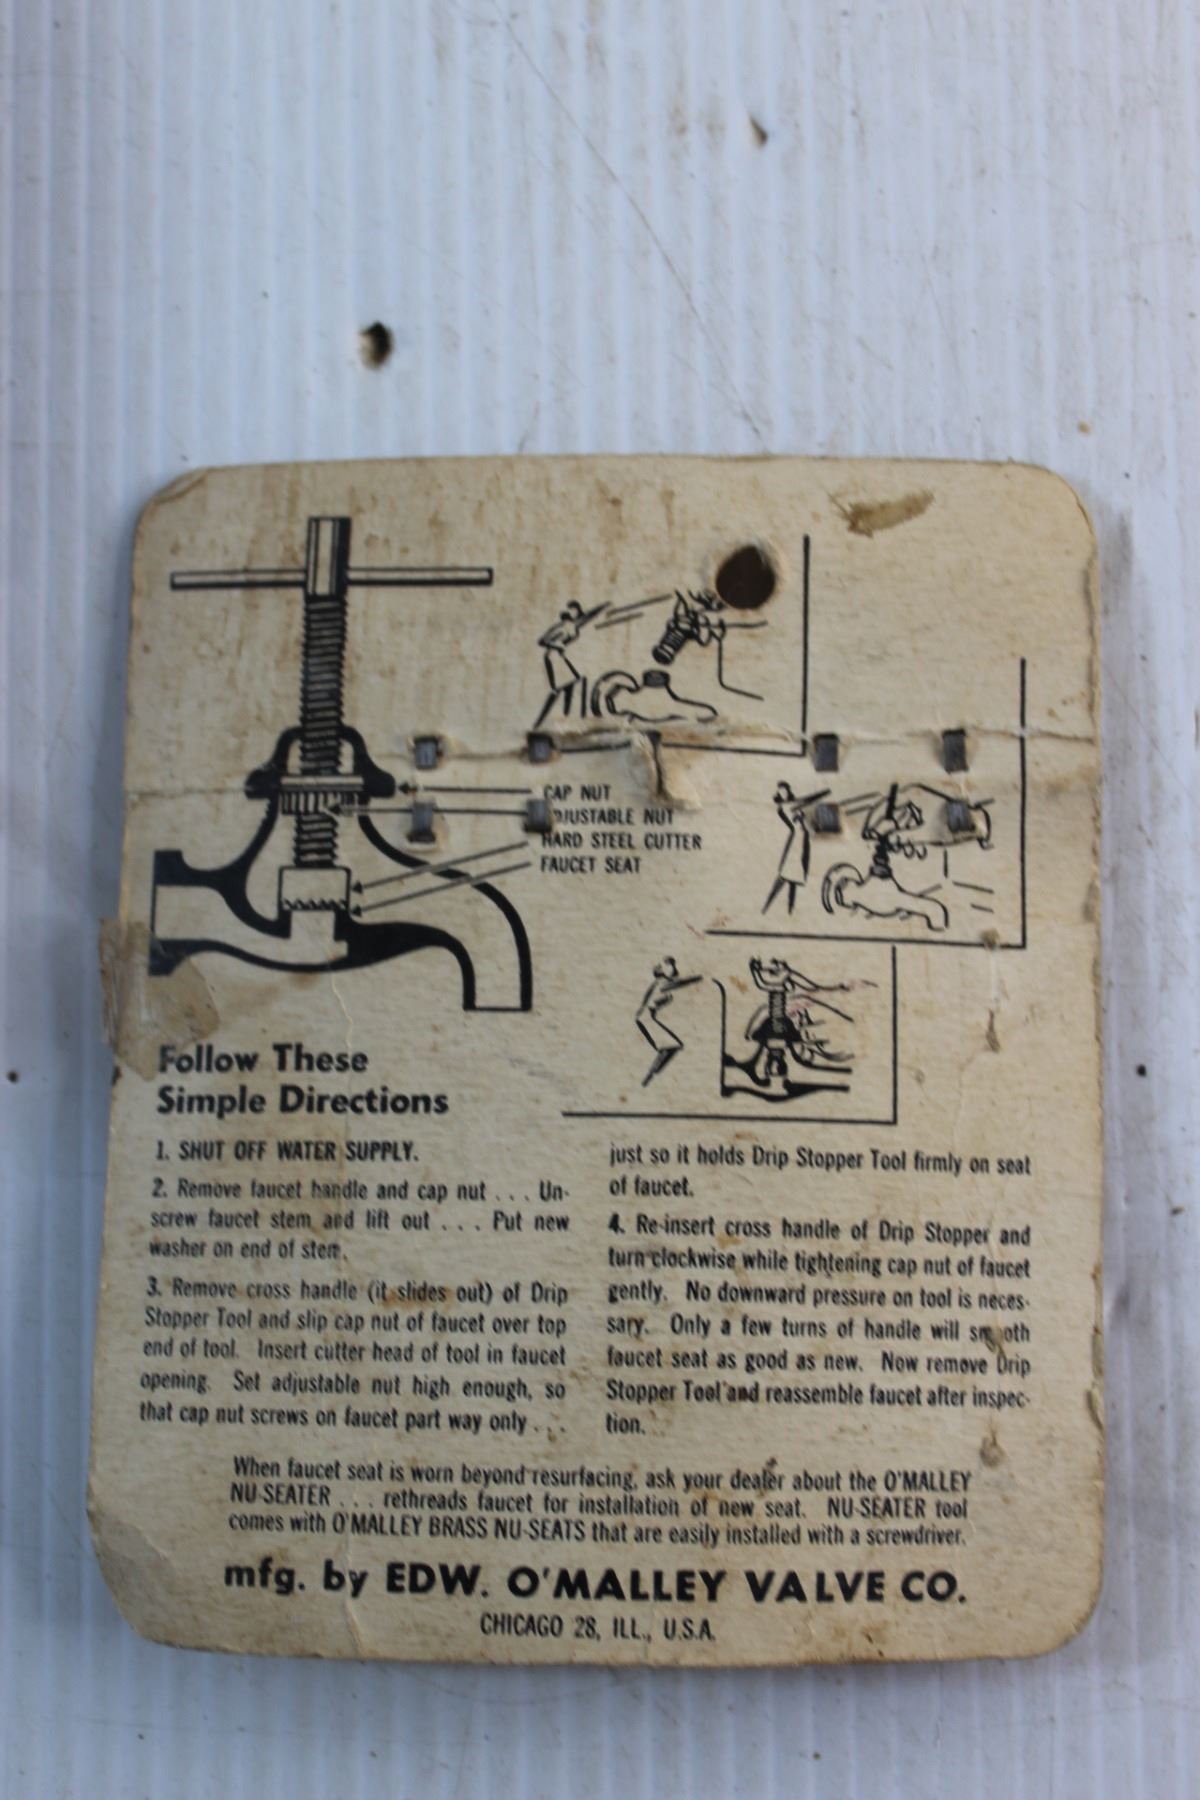 CAP NUT
ADJUSTABLE NUT
HARD STEEL CUTTER
FAUCET SEAT
Follow These
Simple Directions
1. SHUT OFF WATER SUPPLY.
2. Remove faucet handle and cap nut . . . Un-
screw faucet stem and lift out . . . Put new
washer on end of stem.
3. Remove cross handle (it slides out) of Drip
Stopper Tool and slip cap nut of faucet over top
end of tool. Insert cutter head of tool in faucet
opening. Set adjustable nut high enough, so
that cap nut screws on faucet part way only . . .
just so it holds Drip Stopper Tool firmly on seat
of faucet.
4. Re-insert cross handle of Drip Stopper and
turn clockwise while tightening cap nut of faucet
gently. No downward pressure on tool is neces-
sary. Only a few turns of handle will smooth
faucet seat as good as new. Now remove Drip
Stopper Tool and reassemble faucet after inspec-
tion.
When faucet seat is worn beyond resurfacing, ask your dealer about the O'MALLEY
NU-SEATER . . . rethreads faucet for installation of new seat. NU-SEATER tool
comes with O'MALLEY BRASS NU-SEATS that are easily installed with a screwdriver.
mfg. by EDW. O'MALLEY VALVE CO.
CHICAGO 28, ILL., U.S.A.